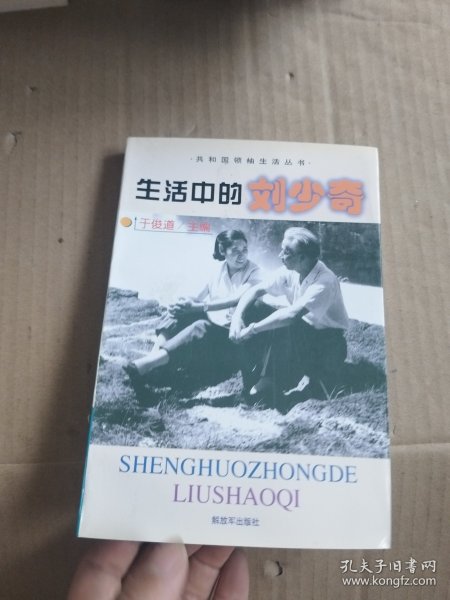 ·共和国领袖生活丛书·
生活中的刘少奇
于俊道/主编
SHENGHUOZHONGDE
LIUSHAOQI
解放军出版社
孔夫子旧书网
www.kongfz.com